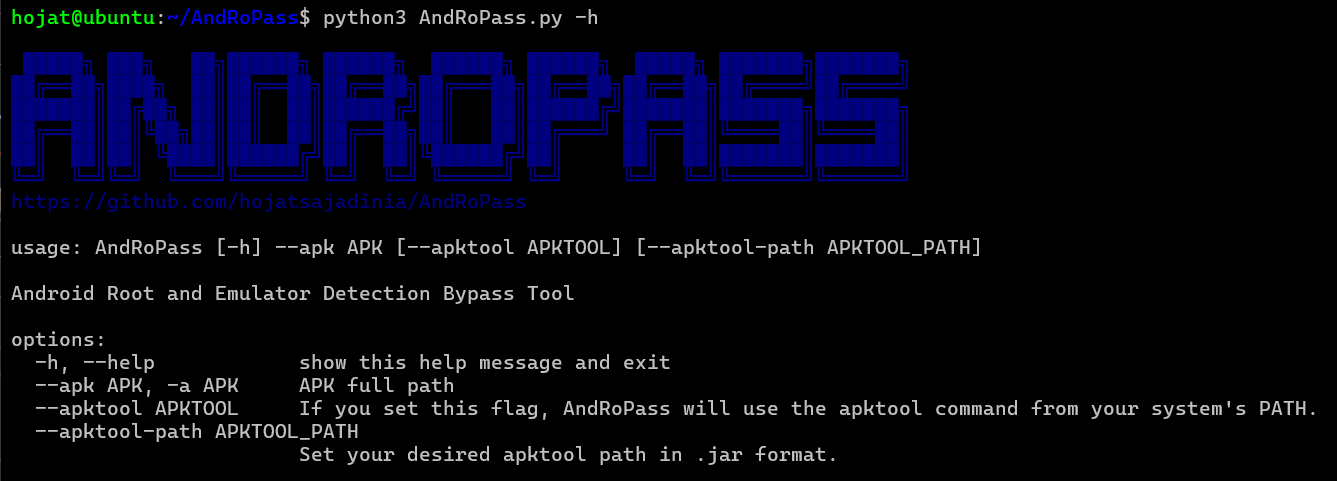 hojat@ubuntu:~/AndRoPass$ python3 AndRoPass.py -h
ANDROPASS
https://github.com/hojatsajadinia/AndRoPass
usage: AndRoPass [-h] --apk APK [--apktool APKTOOL] [--apktool-path APKTOOL_PATH]
Android Root and Emulator Detection Bypass Tool
options:
-h, --help show this help message and exit
--apk APK, -a APK APK full path
--apktool APKTOOL If you set this flag, AndRoPass will use the apktool command from your system's PATH.
--apktool-path APKTOOL_PATH
Set your desired apktool path in .jar format.